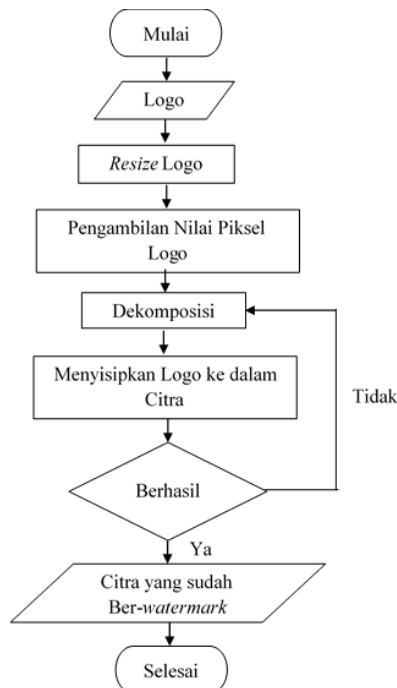 Mulai
Logo
Resize Logo
Pengambilan Nilai Piksel
Logo
Dekomposisi
Menyisipkan Logo ke dalam
Citra
Tidak
Berhasil
Ya
Citra yang sudah
Ber-watermark
Selesai